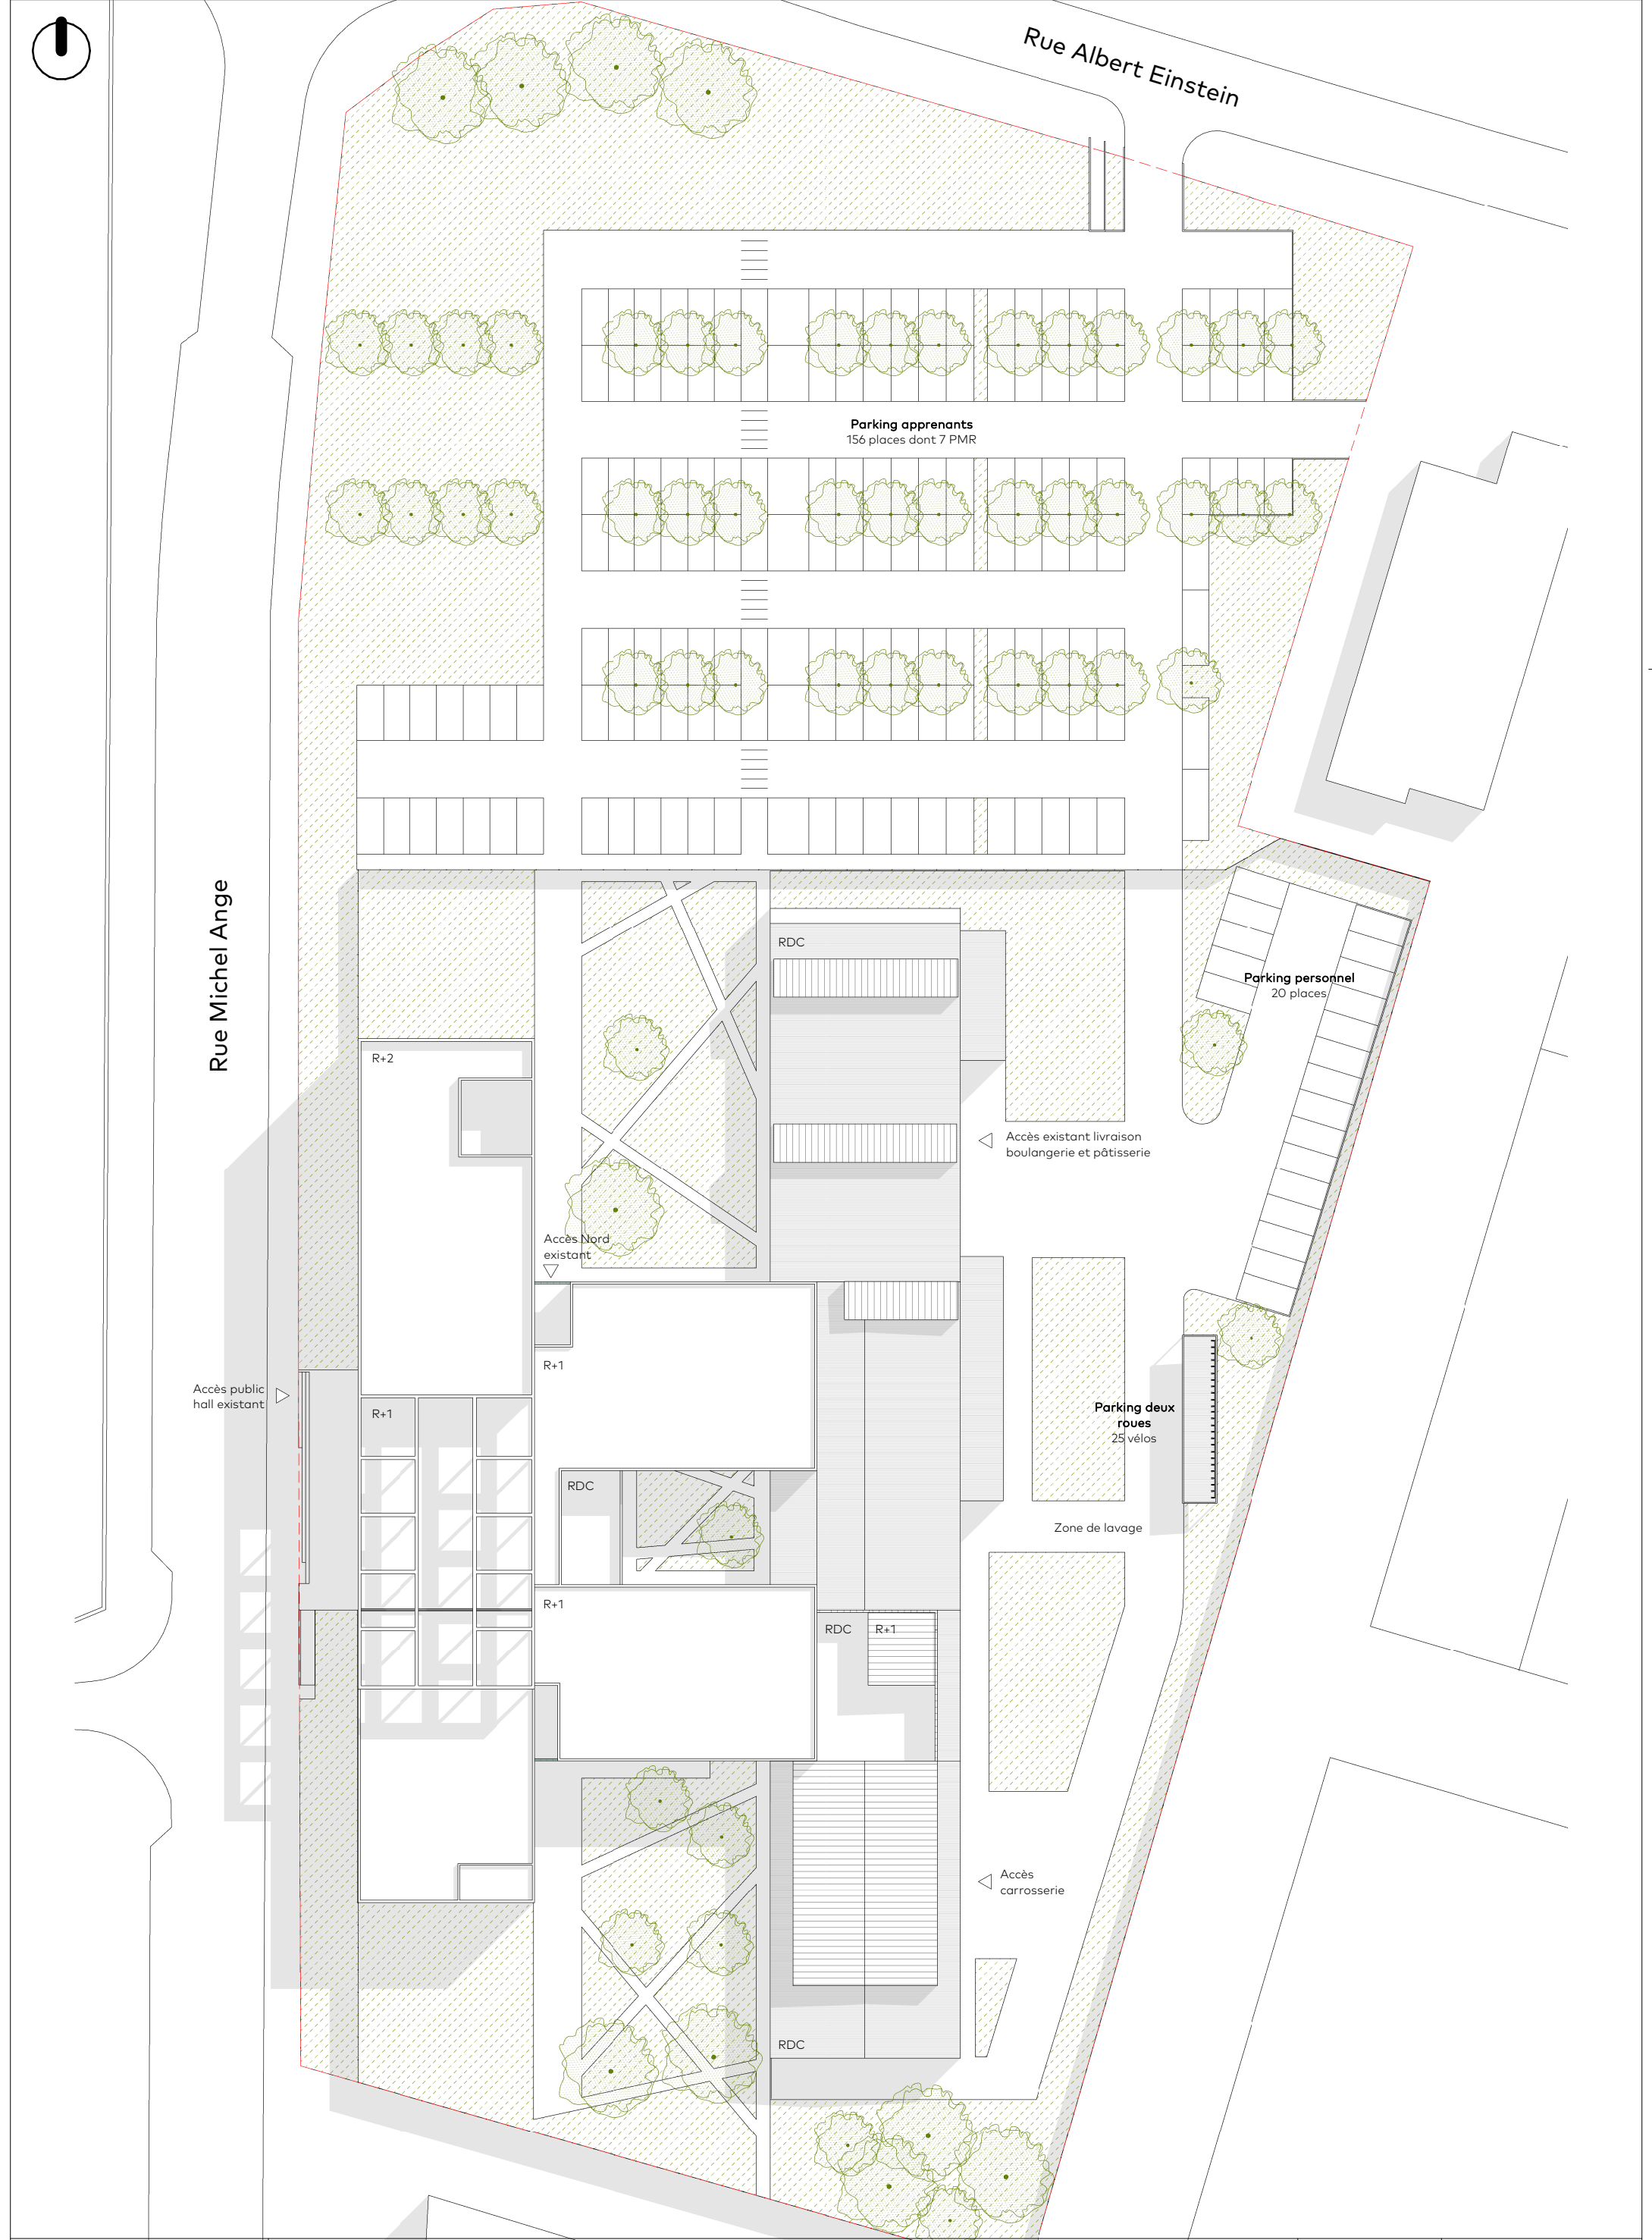 Rue Albert Einstein
Parking apprenants
156 places dont 7 PMR
Rue Michel Ange
RDC
Parking personnel
20 places
R+2
Accès existant livraison
boulangerie et pâtisserie
Accès Nord
existant
R+1
Accès public
hall existant
R+1
Parking deux
roues
25 vélos
RDC
Zone de lavage
R+1
RDC
R+1
Accès
carrosserie
RDC